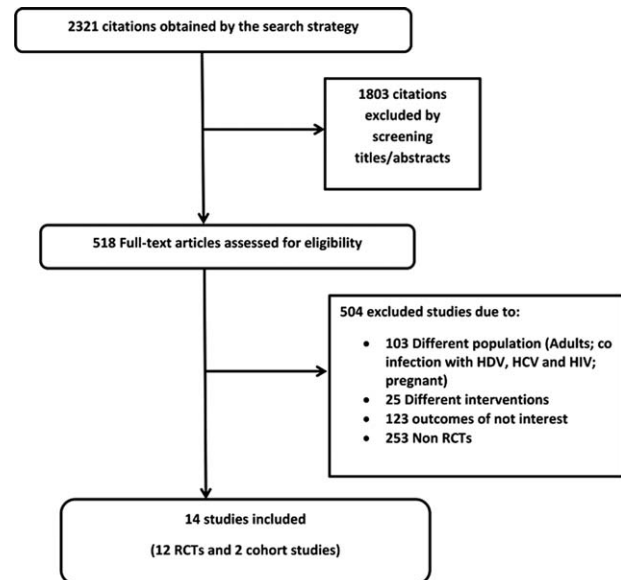 2321 citations obtained by the search strategy
1803 citations
excluded by
screening
titles/abstracts
518 Full-text articles assessed for eligibility
504 excluded studies due to:
• 103 Different population (Adults; co
infection with HDV, HCV and HIV;
pregnant)
• 25 Different interventions
• 123 outcomes of not interest
• 253 Non RCTs
14 studies included
(12 RCTs and 2 cohort studies)